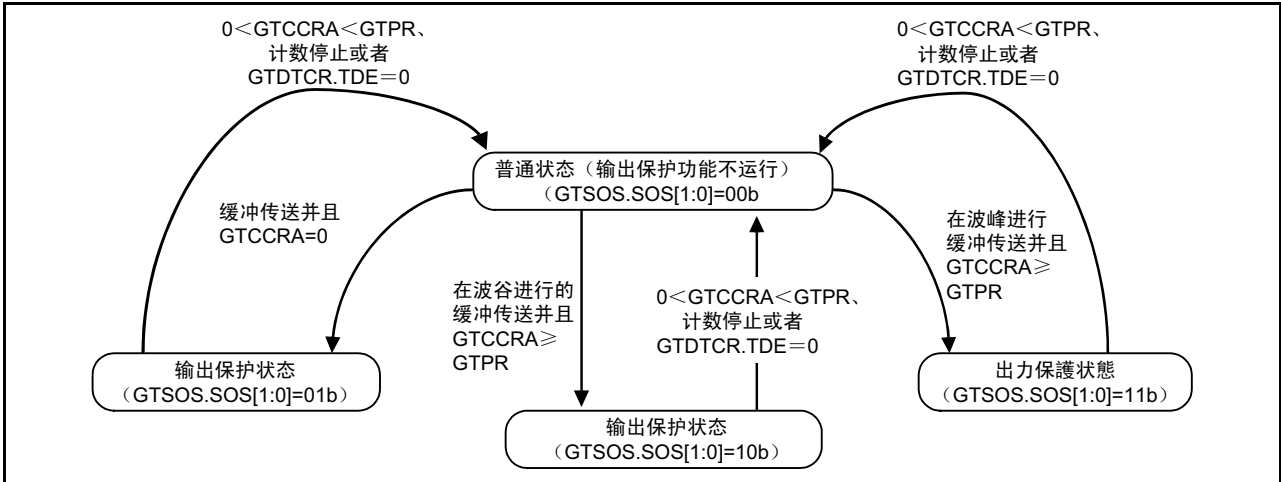 0＜GTCCRA＜GTPR、
计数停止或者
GTDTCR.TDE＝0
0＜GTCCRA＜GTPR、
计数停止或者
GTDTCR.TDE＝0
普通状态（输出保护功能不运行）
（GTSOS.SOS[1:0]=00b
缓冲传送并且
GTCCRA=0
在波谷进行的
缓冲传送并且
GTCCRA≥
GTPR
0＜GTCCRA＜GTPR、
计数停止或者
GTDTCR.TDE＝0
在波峰进行
缓冲传送并且
GTCCRA≥
GTPR
输出保护状态
（GTSOS.SOS[1:0]=01b）
输出保护状态
（GTSOS.SOS[1:0]=10b）
出力保護状態
（GTSOS.SOS[1:0]=11b）